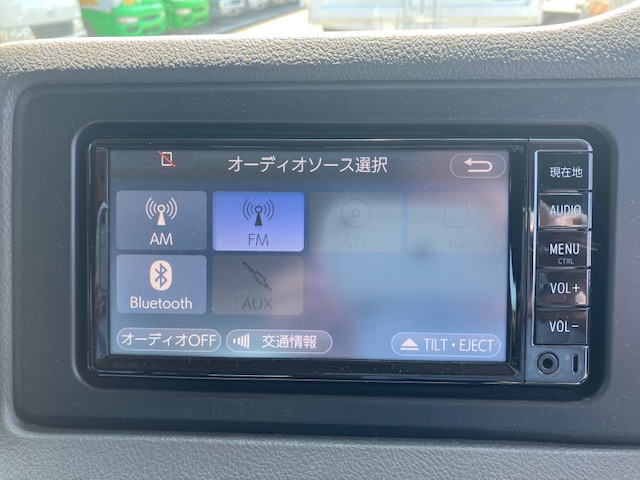 オーディオソース選択
AM
FM
CD
SD
Bluetooth
AUX
オーディオOFF
交通情報
TILT・EJECT
現在地
AUDIO
MENU
CTRL
VOL+
VOL-